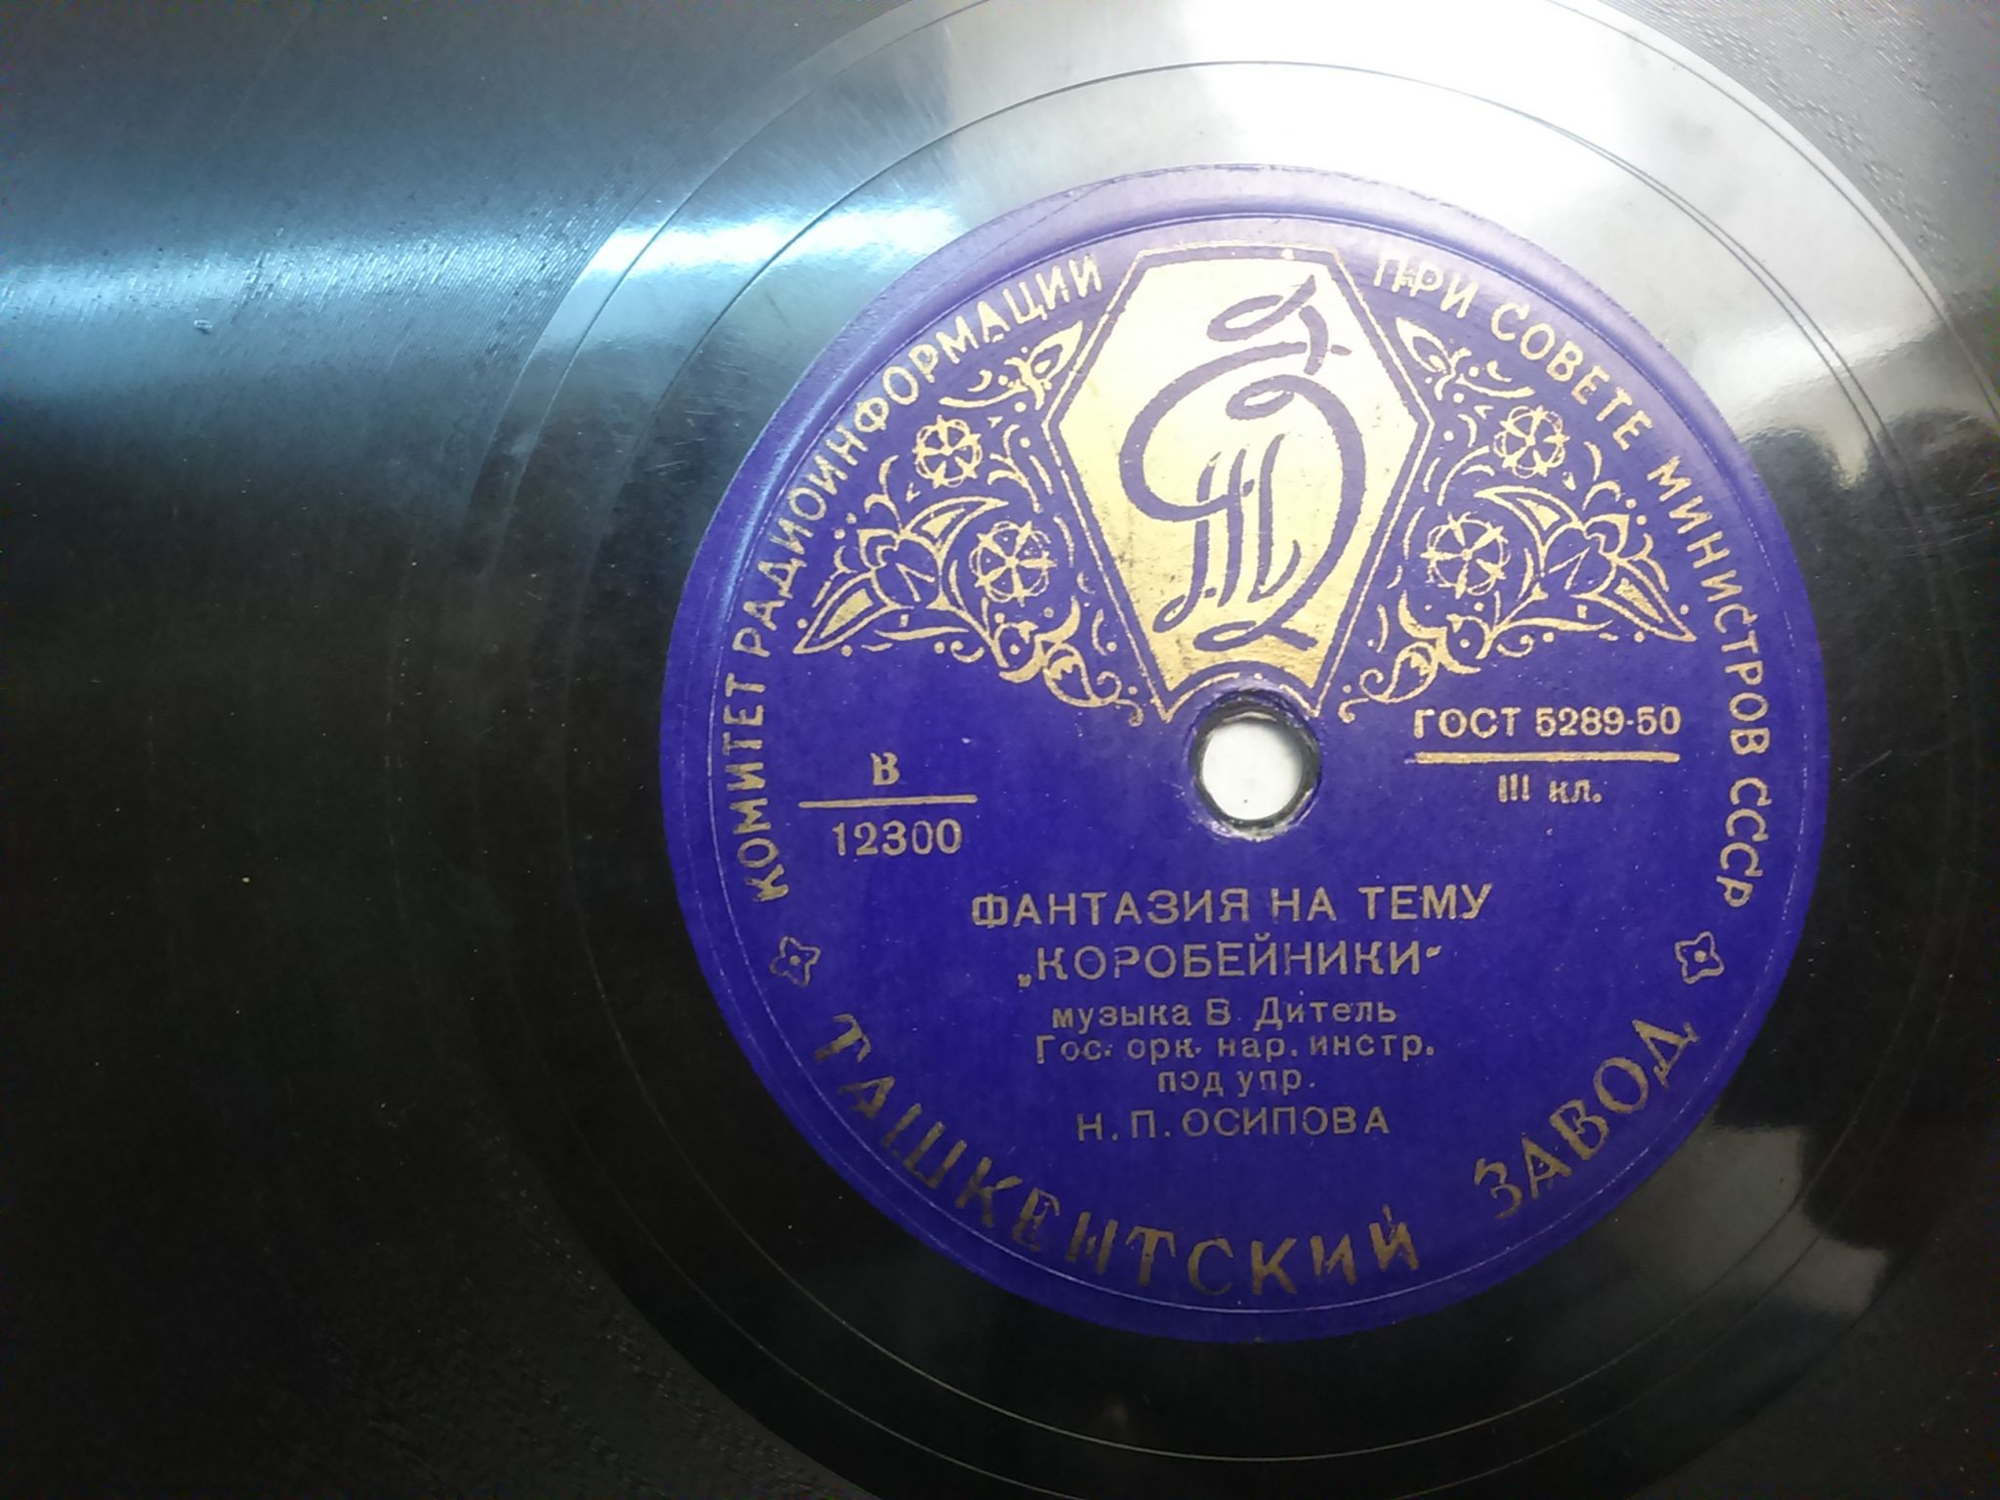 КОМИТЕТ РАДИОИНФОРМАЦИИ ПРИ СОВЕТЕ МИНИСТРОВ СССР
ГОСТ 5289-50
III кл.
В
12300
ФАНТАЗИЯ НА ТЕМУ
„КОРОБЕЙНИКИ“
музыка В. Дитель
Гос. орк. нар. инстр.
под упр.
Н. П. ОСИПОВА
ТАШКЕНТСКИЙ ЗАВОД